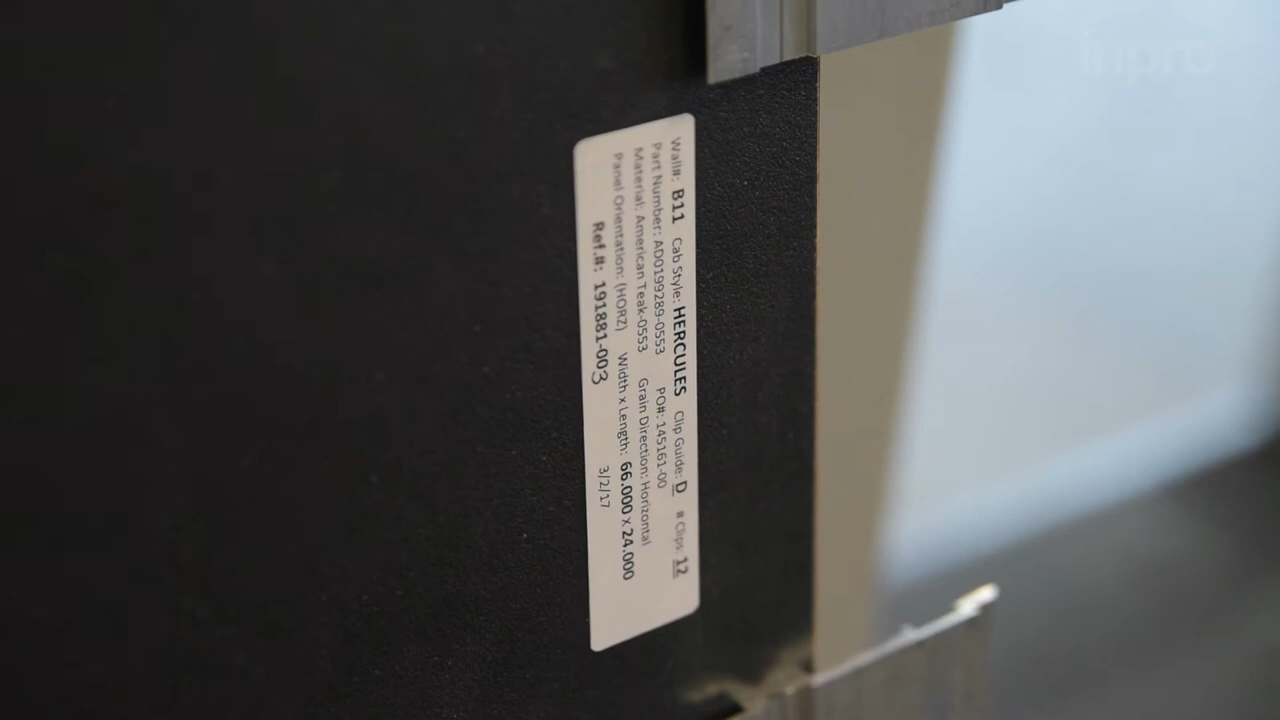 Wall#: B11 Cab Style: HERCULES Clip Guide: D # Clips: 12
Part Number: AD0199289-0553 PO#: 145161-00
Material: American Teak-0553 Grain Direction: Horizontal
Panel Orientation: (HORZ) Width x Length: 66.000 x 24.000
Ref.#: 191881-003 3/2/17
inpro